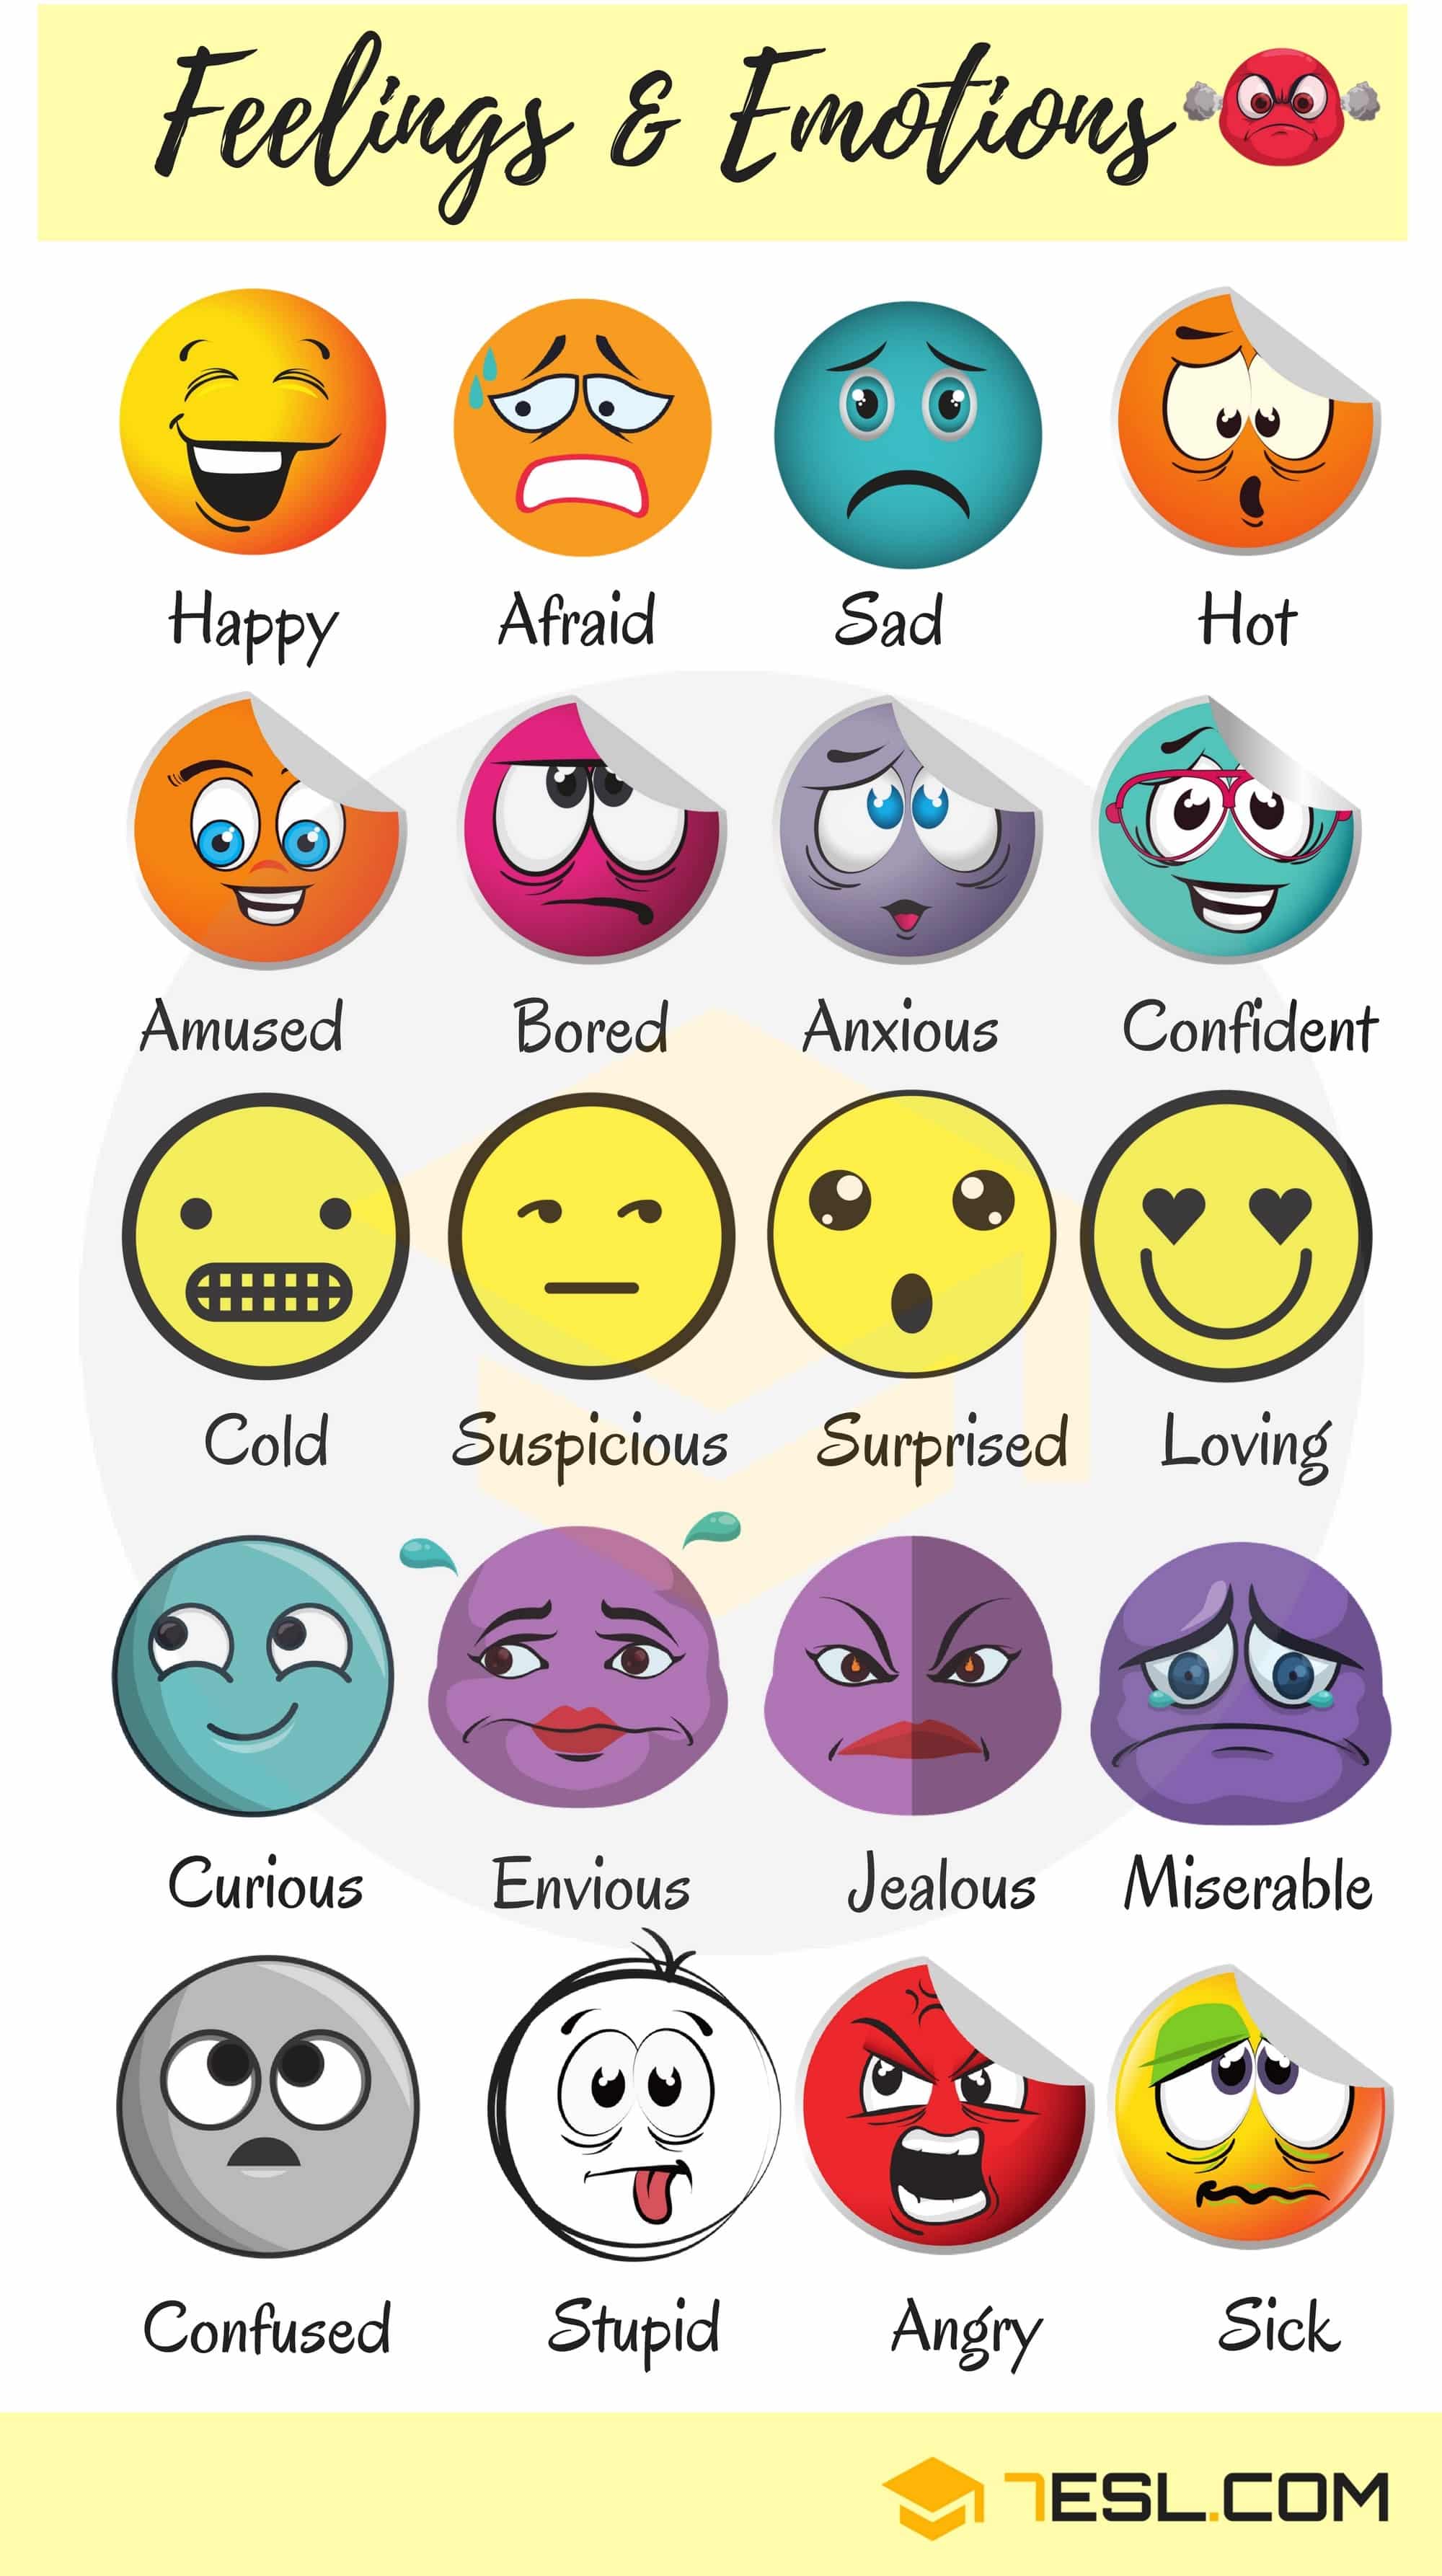 Feelings & Emotions
Happy Afraid Sad Hot
Amused Bored Anxious Confident
Cold Suspicious Surprised Loving
Curious Envious Jealous Miserable
Confused Stupid Angry Sick
7ESL.COM